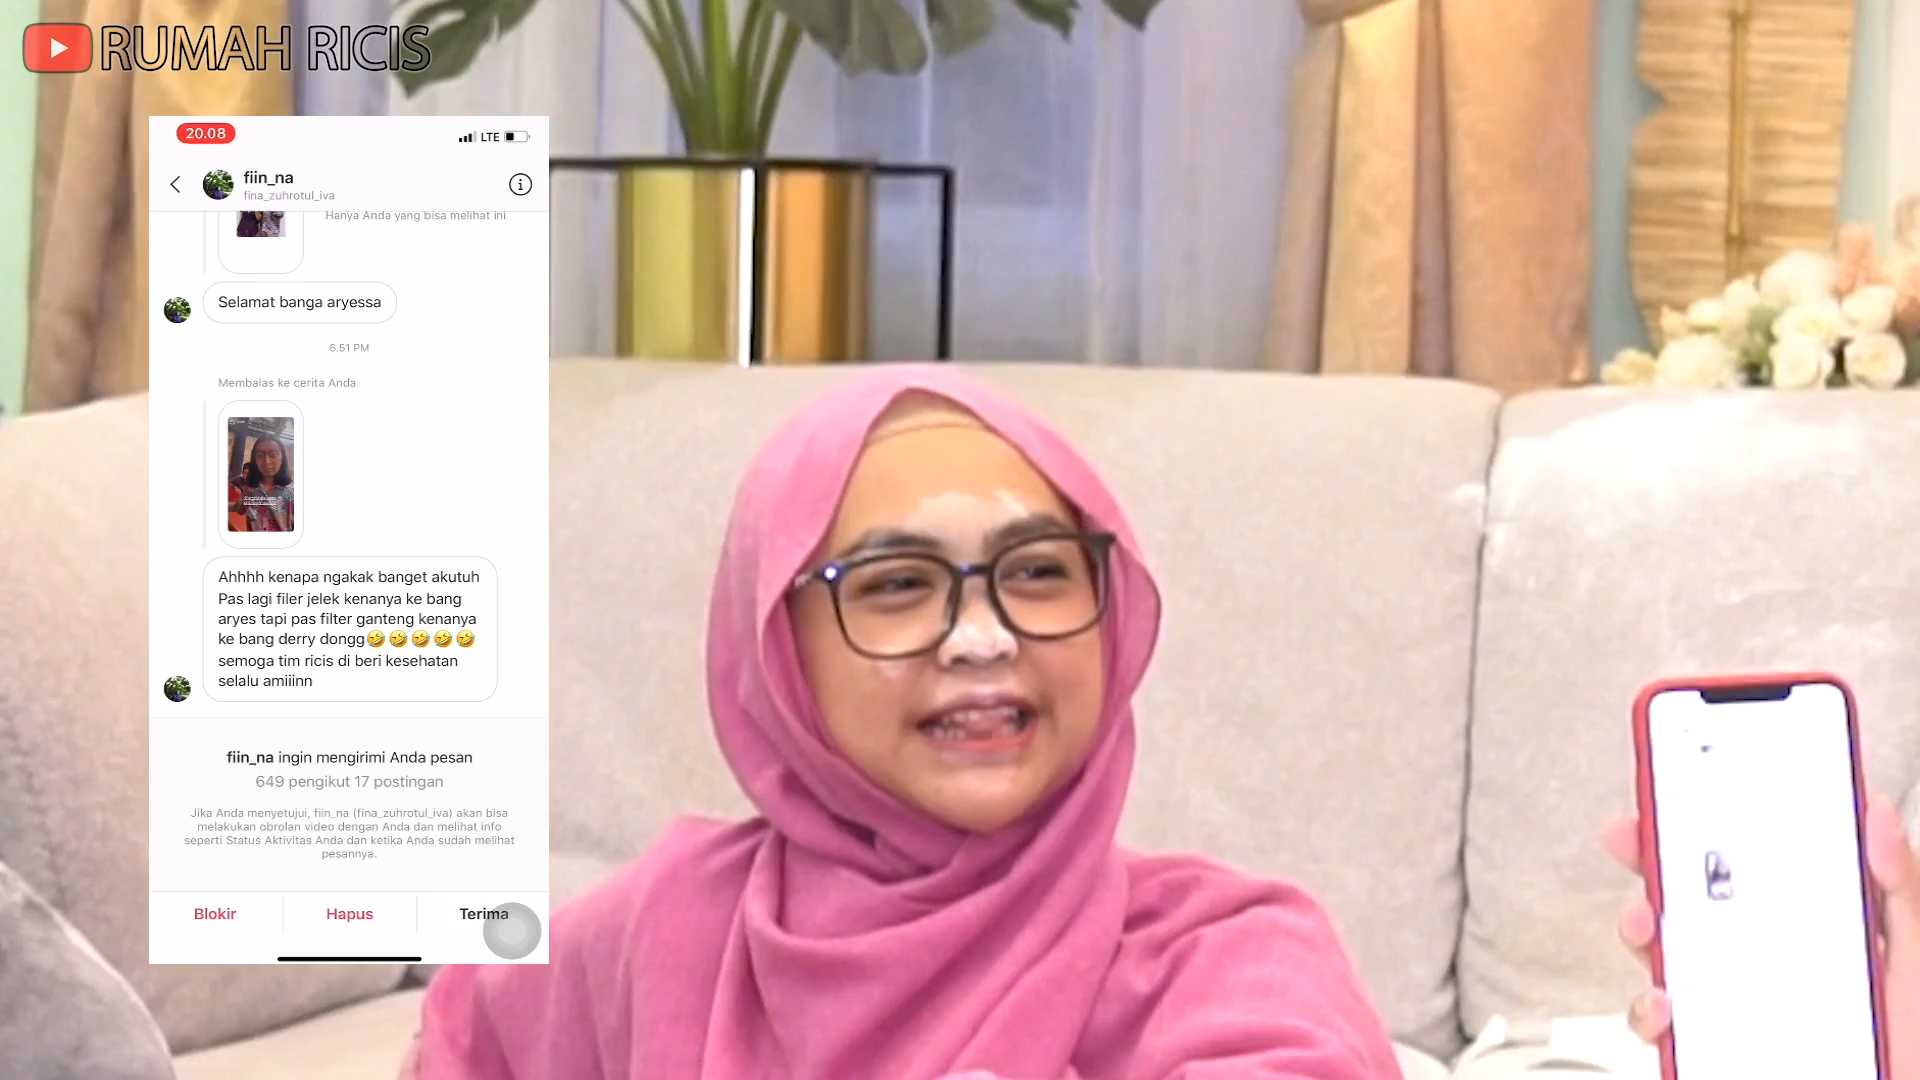 RUMAH RICIS
20.08
LTE
fiin_na
fina_zuhrotul_iva
Hanya Anda yang bisa melihat ini
Selamat banga aryessa
6.51 PM
Membalas ke cerita Anda
Ahhhh kenapa ngakak banget akutuh
Pas lagi filer jelek kenanya ke bang
aryes tapi pas filter ganteng kenanya
ke bang derry dongg🤣🤣🤣🤣🤣
semoga tim ricis di beri kesehatan
selalu amiiinn
fiin_na ingin mengirimi Anda pesan
649 pengikut 17 postingan
Jika Anda menyetujui, fiin_na (fina_zuhrotul_iva) akan bisa
melakukan obrolan video dengan Anda dan melihat info
seperti Status Aktivitas Anda dan ketika Anda sudah melihat
pesannya.
Blokir
Hapus
Terima